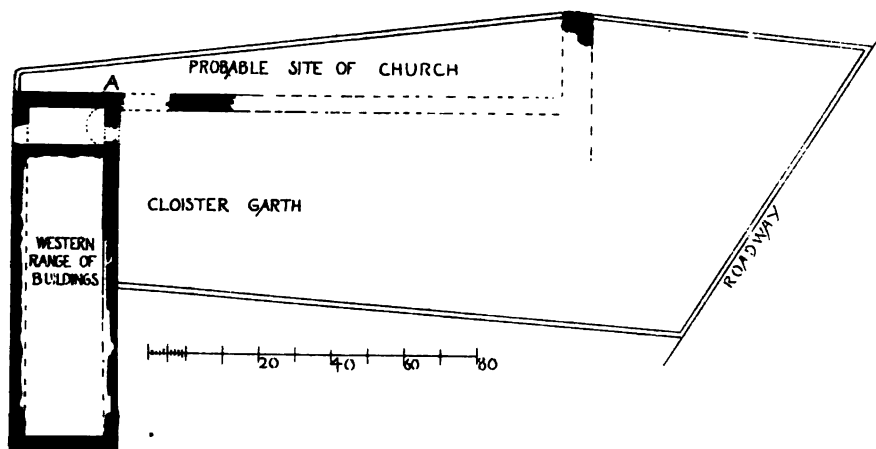 PROBABLE SITE OF CHURCH
A
CLOISTER GARTH
WESTERN
RANGE OF
BUILDINGS
ROADWAY
20 40 60 80